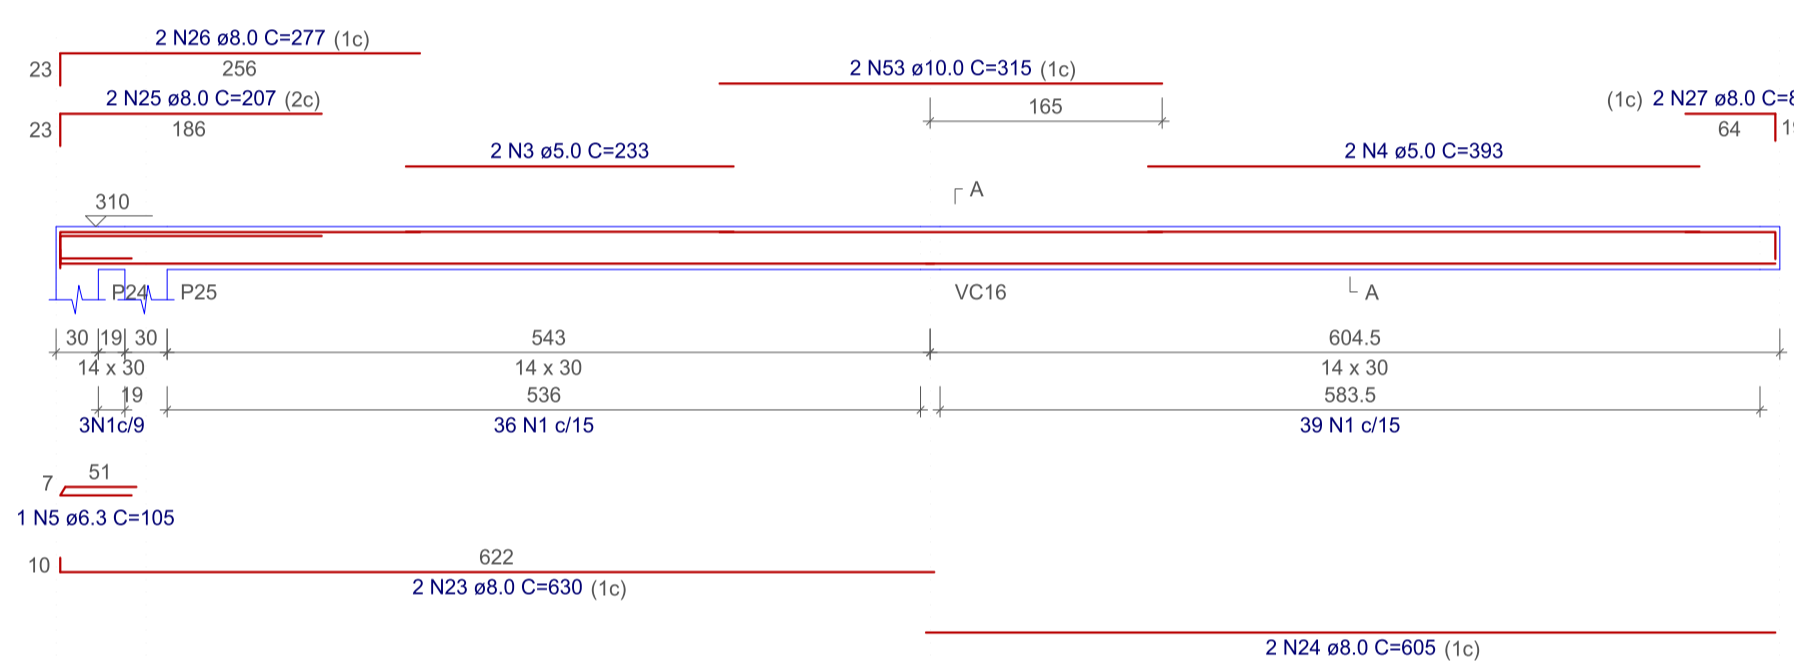 2 N26 ø8.0 C=277 (1c)
23
256
2 N25 ø8.0 C=207 (2c)
23
186
2 N53 ø10.0 C=315 (1c)
165
(1c) 2 N27 ø8.0 C=8
64
19
2 N3 ø5.0 C=233
2 N4 ø5.0 C=393
310
A
P24
P25
VC16
A
30 19 30 543 604.5
14 x 30 14 x 30 14 x 30
19 536 583.5
3N1c/9 36 N1 c/15 39 N1 c/15
51
7
1 N5 ø6.3 C=105
622
10
2 N23 ø8.0 C=630 (1c)
2 N24 ø8.0 C=605 (1c)